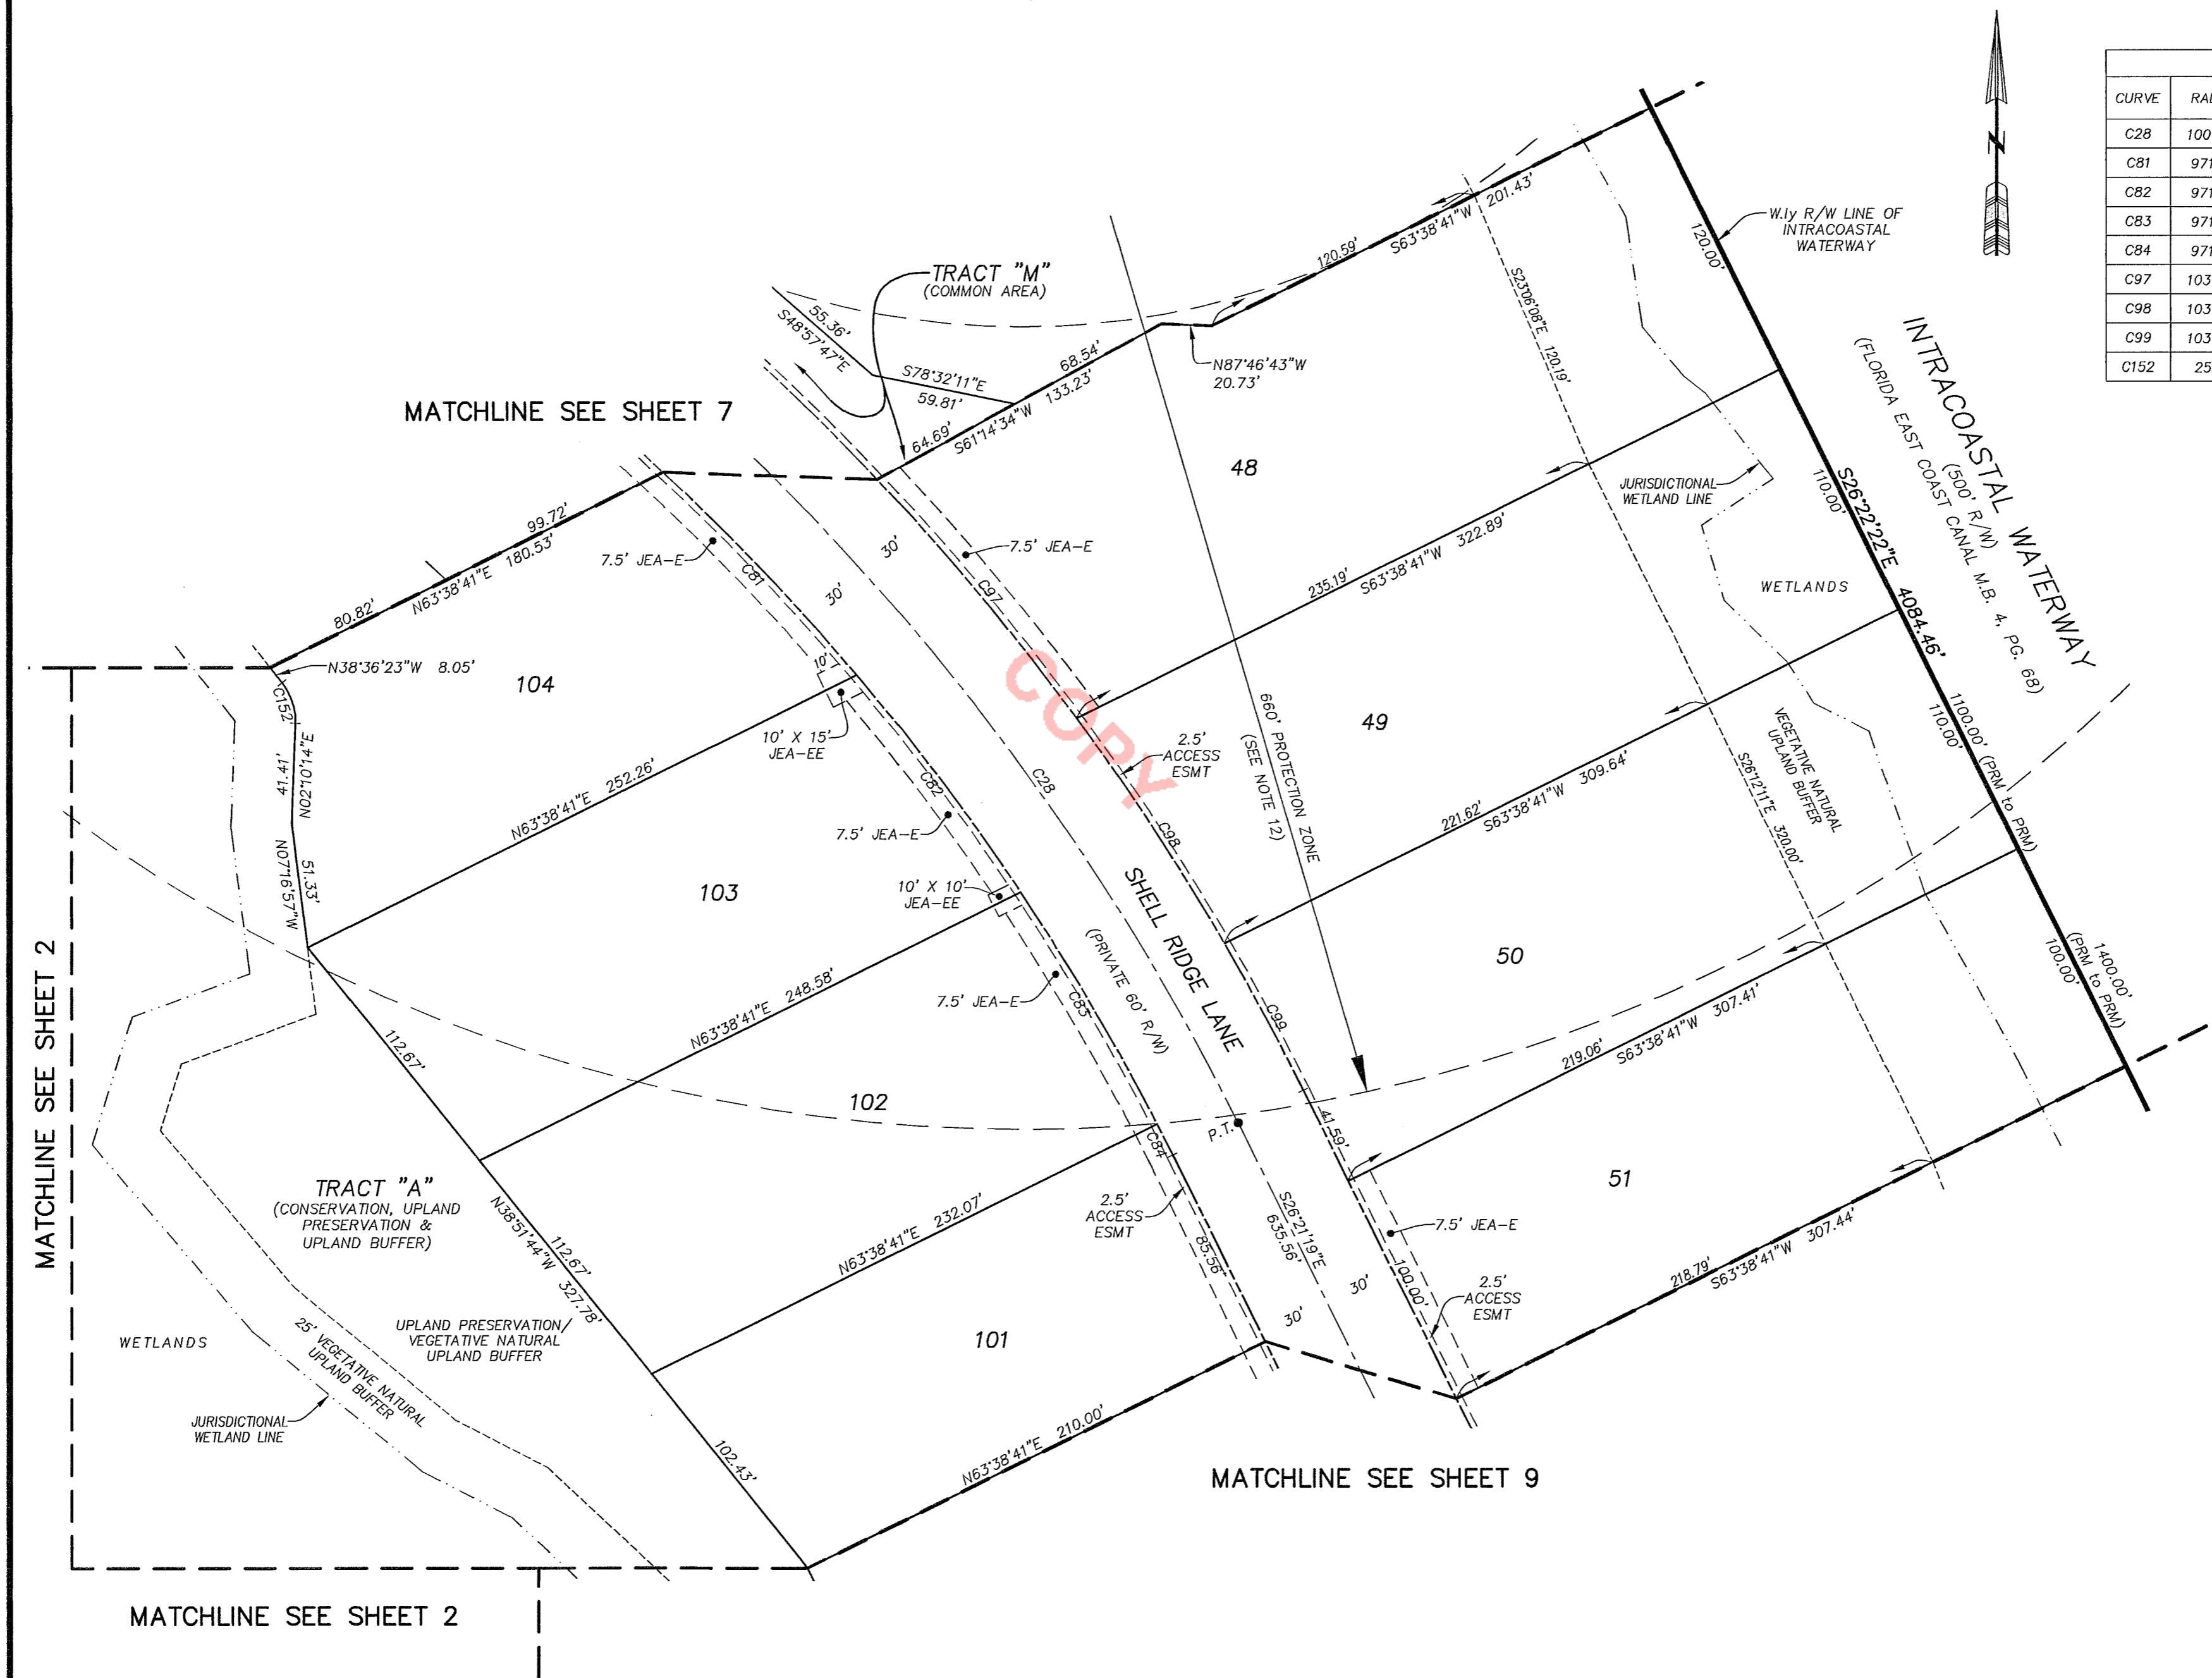 CURVE
C28 100
C81 971
C82 971
C83 971
C84 971
C97 103
C98 103
C99 103
C152 25
N
W.ly R/W LINE OF
INTRACOASTAL
WATERWAY
120.00'
S63°38'41"W 201.43'
120.59'
TRACT "M"
(COMMON AREA)
55.36'
S48°57'47"E
S78°32'11"E
59.81'
68.54'
S61°14'34"W 133.23'
64.69'
N87°46'43"W
20.73'
S23°06'08"E 120.19'
INTRACOASTAL WATERWAY
(500' R/W)
(FLORIDA EAST COAST CANAL M.B. 4, PG. 68)
MATCHLINE SEE SHEET 7
48
JURISDICTIONAL
WETLAND LINE
S26°22'22"E 4084.46'
110.00'
99.72'
N63°38'41"E 180.53'
80.82'
7.5' JEA-E
C81
30'
30'
C97
7.5' JEA-E
235.19'
S63°38'41"W 322.89'
WETLANDS
N38°36'23"W 8.05'
C152
104
10'
10' X 15'
JEA-EE
41.41'
N02°10'14"E
51.33'
N07°16'57"W
N63°38'41"E 252.26'
C82
C28
COPY
2.5'
ACCESS
ESMT
49
660' PROTECTION ZONE
(SEE NOTE 12)
1100.00' (PRM to PRM)
110.00'
VEGETATIVE NATURAL
UPLAND BUFFER
S26°12'11"E 320.00'
221.62'
S63°38'41"W 309.64'
C98
7.5' JEA-E
103
10' X 10'
JEA-EE
SHELL RIDGE LANE
(PRIVATE 60' R/W)
50
1400.00'
(PRM to PRM)
100.00'
MATCHLINE SEE SHEET 2
N63°38'41"E 248.58'
7.5' JEA-E
C83
C99
219.06'
S63°38'41"W 307.41'
112.67'
102
C84
P.T.
41.59'
51
TRACT "A"
(CONSERVATION, UPLAND
PRESERVATION &
UPLAND BUFFER)
N63°38'41"E 232.07'
2.5'
ACCESS
ESMT
85.56'
S26°21'19"E
635.56'
7.5' JEA-E
112.67'
N38°51'44"W 327.78'
30'
30'
100.00'
2.5'
ACCESS
ESMT
218.79'
S63°38'41"W 307.44'
WETLANDS
25' VEGETATIVE NATURAL
UPLAND BUFFER
UPLAND PRESERVATION/
VEGETATIVE NATURAL
UPLAND BUFFER
101
JURISDICTIONAL
WETLAND LINE
102.43'
N63°38'41"E 210.00'
MATCHLINE SEE SHEET 9
MATCHLINE SEE SHEET 2